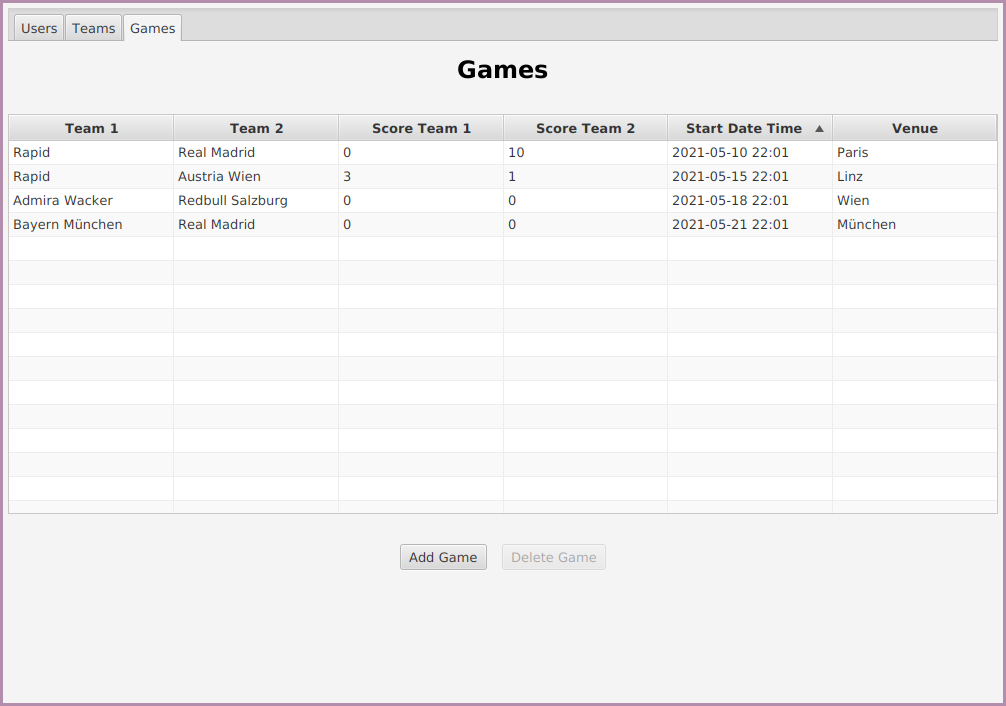 Users Teams Games
Games
Team 1 Team 2 Score Team 1 Score Team 2 Start Date Time ▲ Venue
Rapid Real Madrid 0 10 2021-05-10 22:01 Paris
Rapid Austria Wien 3 1 2021-05-15 22:01 Linz
Admira Wacker Redbull Salzburg 0 0 2021-05-18 22:01 Wien
Bayern München Real Madrid 0 0 2021-05-21 22:01 München
Add Game Delete Game